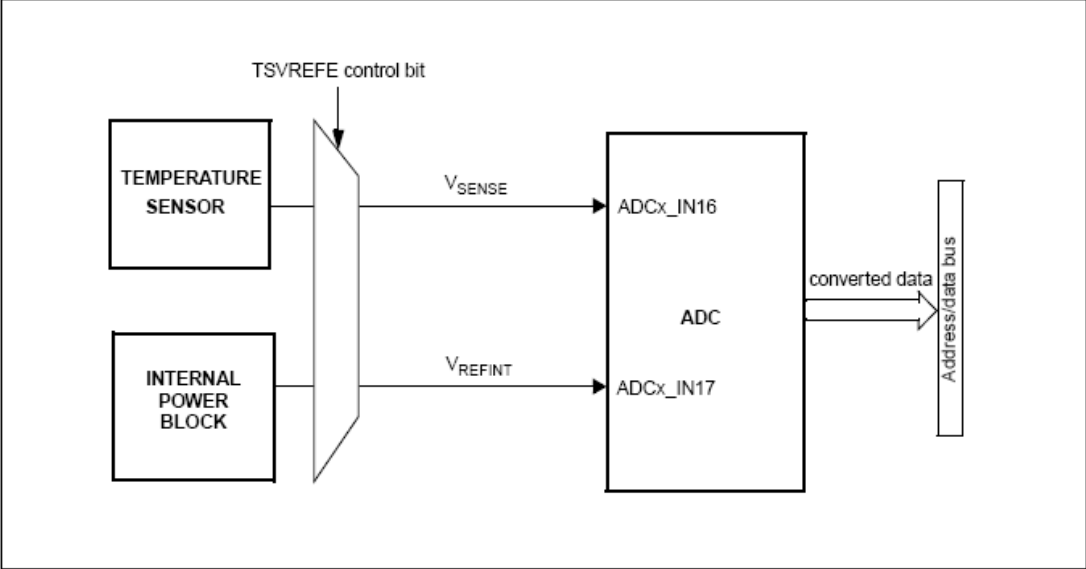 TSVREFE control bit
TEMPERATURE
SENSOR
VSENSE
ADCx_IN16
converted data
Address/data bus
ADC
INTERNAL
POWER
BLOCK
VREFINT
ADCx_IN17